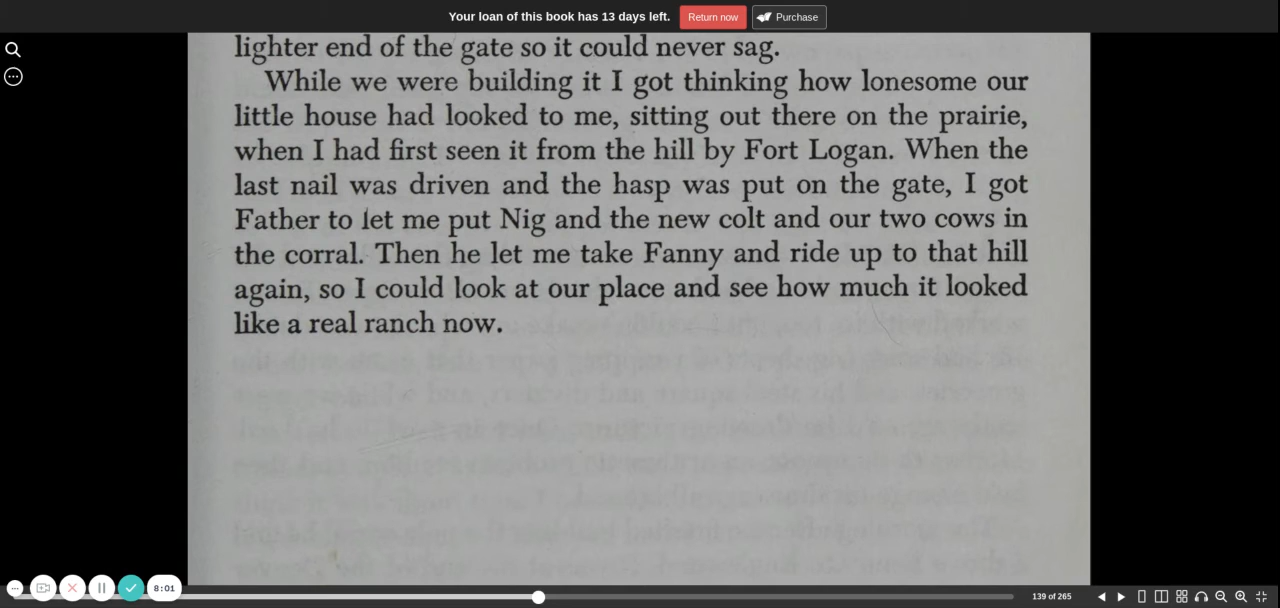 Your loan of this book has 13 days left. Return now Purchase
lighter end of the gate so it could never sag.
While we were building it I got thinking how lonesome our
little house had looked to me, sitting out there on the prairie,
when I had first seen it from the hill by Fort Logan. When the
last nail was driven and the hasp was put on the gate, I got
Father to let me put Nig and the new colt and our two cows in
the corral. Then he let me take Fanny and ride up to that hill
again, so I could look at our place and see how much it looked
like a real ranch now.
8:01
139 of 265